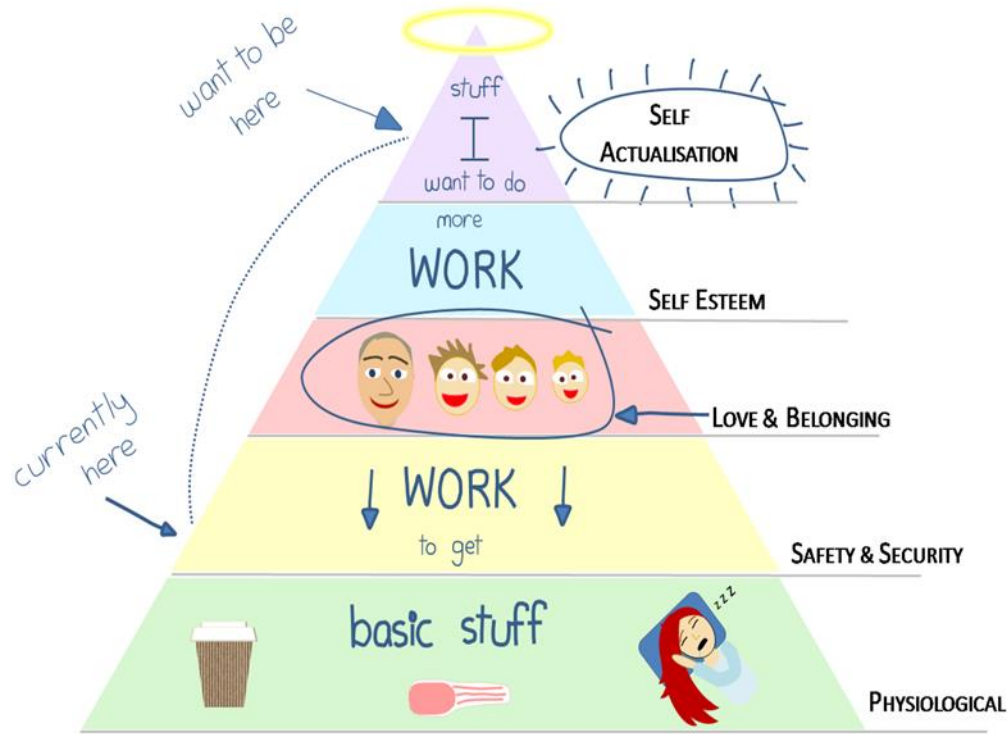 want to be
here
stuff
I
want to do
SELF
ACTUALISATION
more
WORK
SELF ESTEEM
LOVE & BELONGING
currently
here
WORK
to get
SAFETY & SECURITY
basic stuff
zzz
PHYSIOLOGICAL